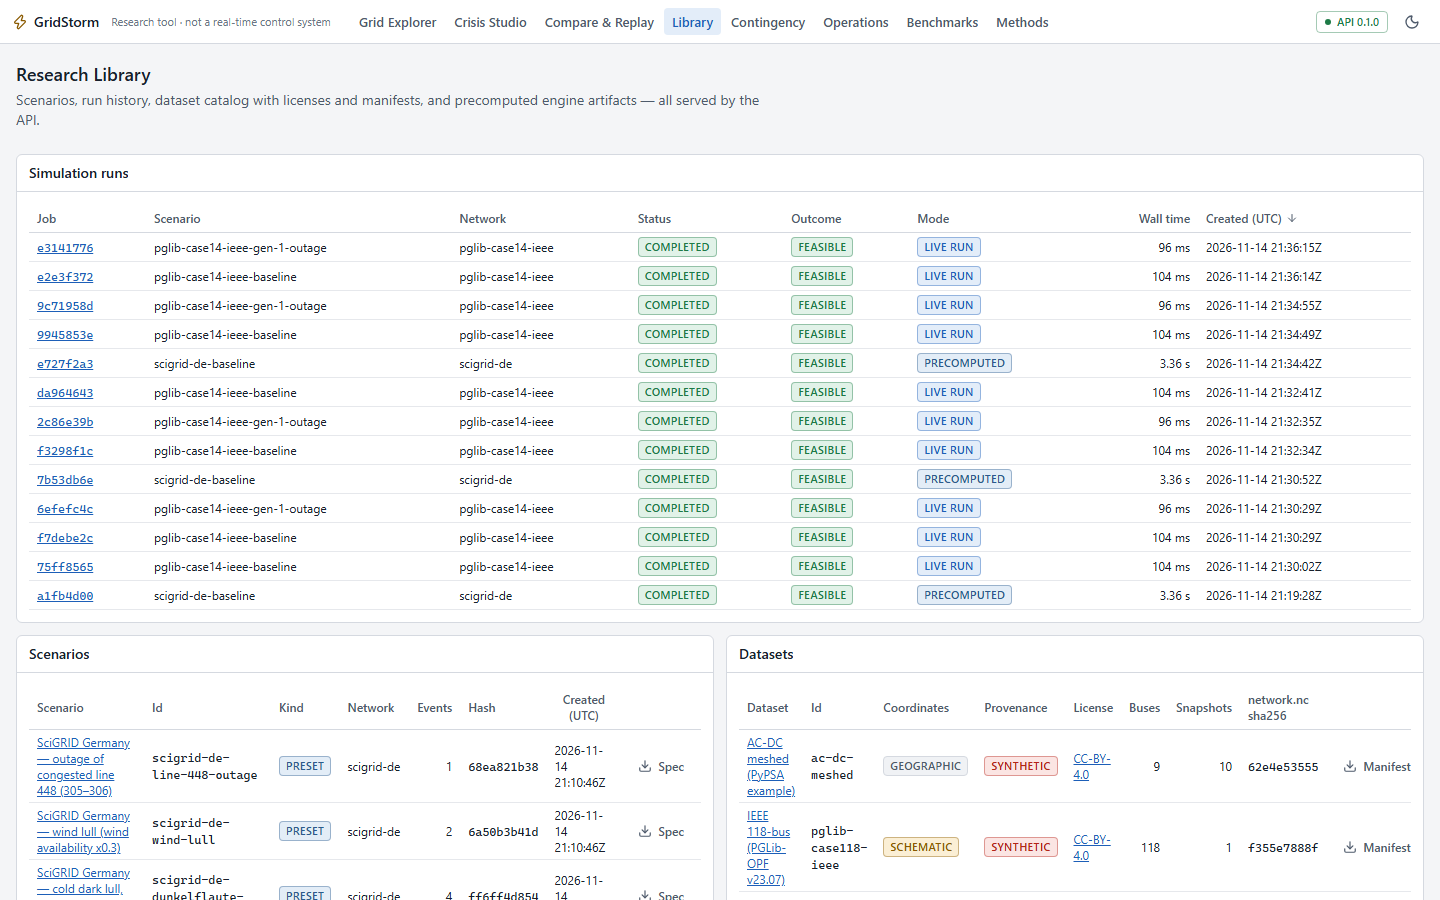 GridStorm Research tool · not a real-time control system Grid Explorer Crisis Studio Compare & Replay Library Contingency Operations Benchmarks Methods API 0.1.0
Research Library
Scenarios, run history, dataset catalog with licenses and manifests, and precomputed engine artifacts — all served by the
API.
Simulation runs
Job Scenario Network Status Outcome Mode Wall time Created (UTC) ↓
e3141776 pglib-case14-ieee-gen-1-outage pglib-case14-ieee COMPLETED FEASIBLE LIVE RUN 96 ms 2026-11-14 21:36:15Z
e2e3f372 pglib-case14-ieee-baseline pglib-case14-ieee COMPLETED FEASIBLE LIVE RUN 104 ms 2026-11-14 21:36:14Z
9c71958d pglib-case14-ieee-gen-1-outage pglib-case14-ieee COMPLETED FEASIBLE LIVE RUN 96 ms 2026-11-14 21:34:55Z
9945853e pglib-case14-ieee-baseline pglib-case14-ieee COMPLETED FEASIBLE LIVE RUN 104 ms 2026-11-14 21:34:49Z
e727f2a3 scigrid-de-baseline scigrid-de COMPLETED FEASIBLE PRECOMPUTED 3.36 s 2026-11-14 21:34:42Z
da964643 pglib-case14-ieee-baseline pglib-case14-ieee COMPLETED FEASIBLE LIVE RUN 104 ms 2026-11-14 21:32:41Z
2c86e39b pglib-case14-ieee-gen-1-outage pglib-case14-ieee COMPLETED FEASIBLE LIVE RUN 96 ms 2026-11-14 21:32:35Z
f3298f1c pglib-case14-ieee-baseline pglib-case14-ieee COMPLETED FEASIBLE LIVE RUN 104 ms 2026-11-14 21:32:34Z
7b53db6e scigrid-de-baseline scigrid-de COMPLETED FEASIBLE PRECOMPUTED 3.36 s 2026-11-14 21:30:52Z
6efefc4c pglib-case14-ieee-gen-1-outage pglib-case14-ieee COMPLETED FEASIBLE LIVE RUN 96 ms 2026-11-14 21:30:29Z
f7debe2c pglib-case14-ieee-baseline pglib-case14-ieee COMPLETED FEASIBLE LIVE RUN 104 ms 2026-11-14 21:30:29Z
75ff8565 pglib-case14-ieee-baseline pglib-case14-ieee COMPLETED FEASIBLE LIVE RUN 104 ms 2026-11-14 21:30:02Z
a1fb4d00 scigrid-de-baseline scigrid-de COMPLETED FEASIBLE PRECOMPUTED 3.36 s 2026-11-14 21:19:28Z
Scenarios
Scenario Id Kind Network Events Hash Created
(UTC)
SciGRID Germany
— outage of
congested line
448 (305–306)
scigrid-de-
line-448-outage
PRESET scigrid-de 1 68ea821b38
2026-11-
14
21:10:46Z
Spec
SciGRID Germany
— wind lull (wind
availability x0.3)
scigrid-de-
wind-lull
PRESET scigrid-de 2 6a50b3b41d
2026-11-
14
21:10:46Z
Spec
SciGRID Germany
— cold dark lull,
scigrid-de-
dunkelflaute-
PRESET scigrid-de 4 ff6ff4d854
2026-11-
14
Spec
Datasets
Dataset Id Coordinates Provenance License Buses Snapshots network.nc
sha256
AC-DC
meshed
(PyPSA
example)
ac-dc-
meshed
GEOGRAPHIC SYNTHETIC
CC-BY-
4.0
9 10 62e4e53555 Manifest
IEEE
118-bus
(PGLib-
OPF
v23.07)
pglib-
case118-
ieee
SCHEMATIC SYNTHETIC
CC-BY-
4.0
118 1 f355e7888f Manifest